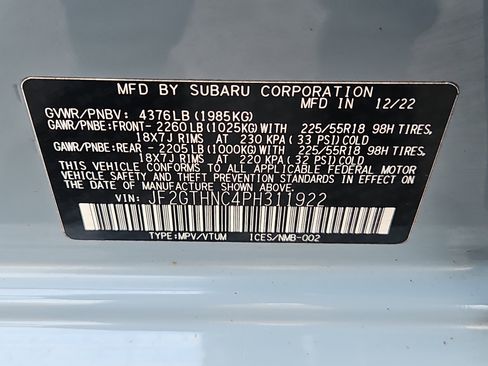 MFD BY SUBARU CORPORATION
MFD IN 12/22
GVWR/PNBV: 4376LB(1985KG)
GAWR/PNBE:FRONT- 2260LB(1025KG)WITH 225/55R18 98H TIRES,
18X7J RIMS AT 230 KPA(33 PSI)COLD
GAWR/PNBE:REAR - 2205LB(1000KG)WITH 225/55R18 98H TIRES,
18X7J RIMS AT 220 KPA(32 PSI)COLD
THIS VEHICLE CONFORMS TO ALL APPLICABLE FEDERAL MOTOR
VEHICLE SAFETY STANDARDS IN EFFECT
ON THE DATE OF MANUFACTURE SHOWN ABOVE.
VIN: JF2GTHNC4PH311922
TYPE:MPV/VTUM ICES/NMB-002